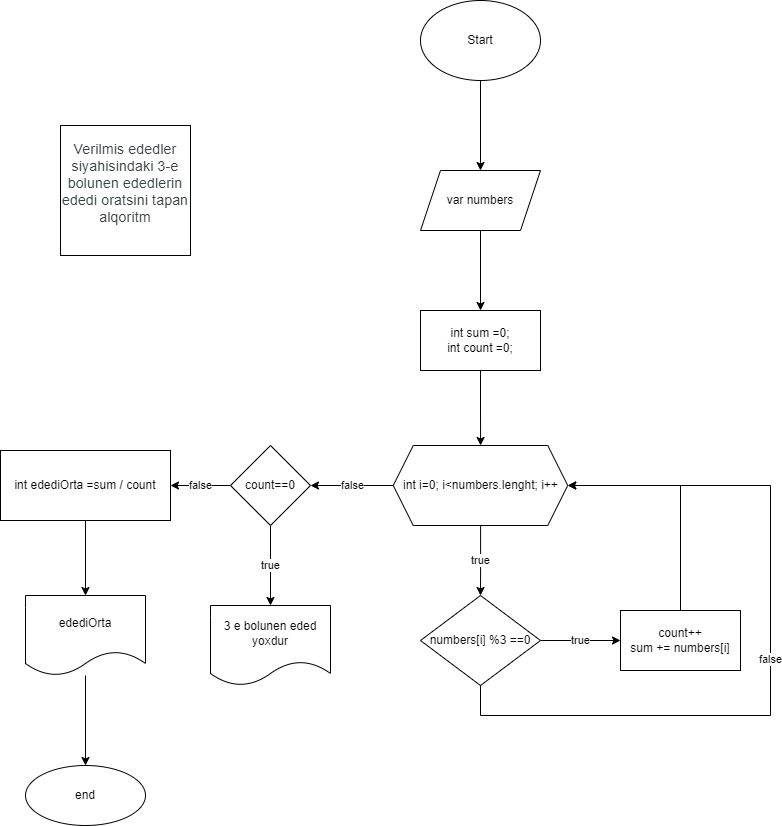 Start
Verilmis ededler
siyahisindaki 3-e
bolunen ededlerin
ededi oratsini tapan
alqoritm
var numbers
int sum =0;
int count =0;
int i=0; i<numbers.lenght; i++
false
count==0
false
int edediOrta =sum / count
true
true
edediOrta
3 e bolunen eded
yoxdur
numbers[i] %3 ==0
true
count++
sum += numbers[i]
false
end